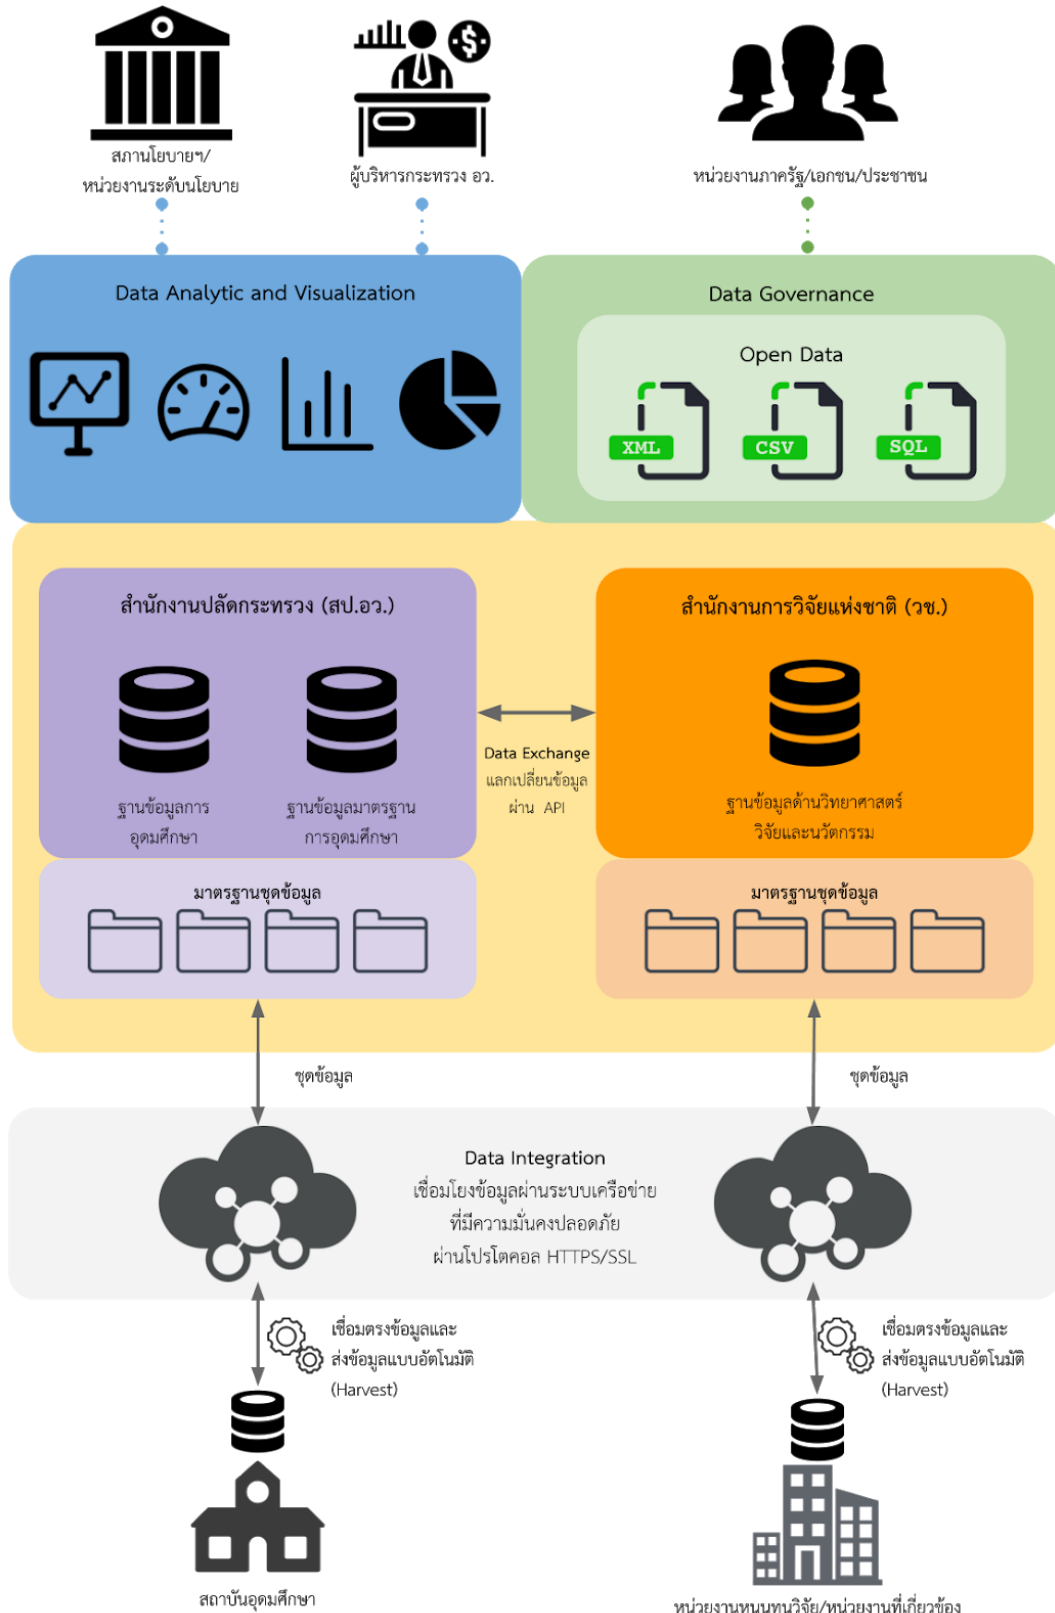 สภานโยบายฯ/
หน่วยงานระดับนโยบาย
ผู้บริหารกระทรวง อว.
หน่วยงานภาครัฐ/เอกชน/ประชาชน
Data Analytic and Visualization
Data Governance
Open Data
XML
CSV
SQL
สำนักงานปลัดกระทรวง (สป.อว.)
สำนักงานการวิจัยแห่งชาติ (วช.)
Data Exchange
แลกเปลี่ยนข้อมูล
ผ่าน API
ฐานข้อมูลการ
อุดมศึกษา
ฐานข้อมูลมาตรฐาน
การอุดมศึกษา
ฐานข้อมูลด้านวิทยาศาสตร์
วิจัยและนวัตกรรม
มาตรฐานชุดข้อมูล
มาตรฐานชุดข้อมูล
ชุดข้อมูล
ชุดข้อมูล
Data Integration
เชื่อมโยงข้อมูลผ่านระบบเครือข่าย
ที่มีความมั่นคงปลอดภัย
ผ่านโปรโตคอล HTTPS/SSL
เชื่อมตรงข้อมูลและ
ส่งข้อมูลแบบอัตโนมัติ
(Harvest)
เชื่อมตรงข้อมูลและ
ส่งข้อมูลแบบอัตโนมัติ
(Harvest)
สถาบันอุดมศึกษา
หน่วยงานหนุนทุนวิจัย/หน่วยงานที่เกี่ยวข้อง